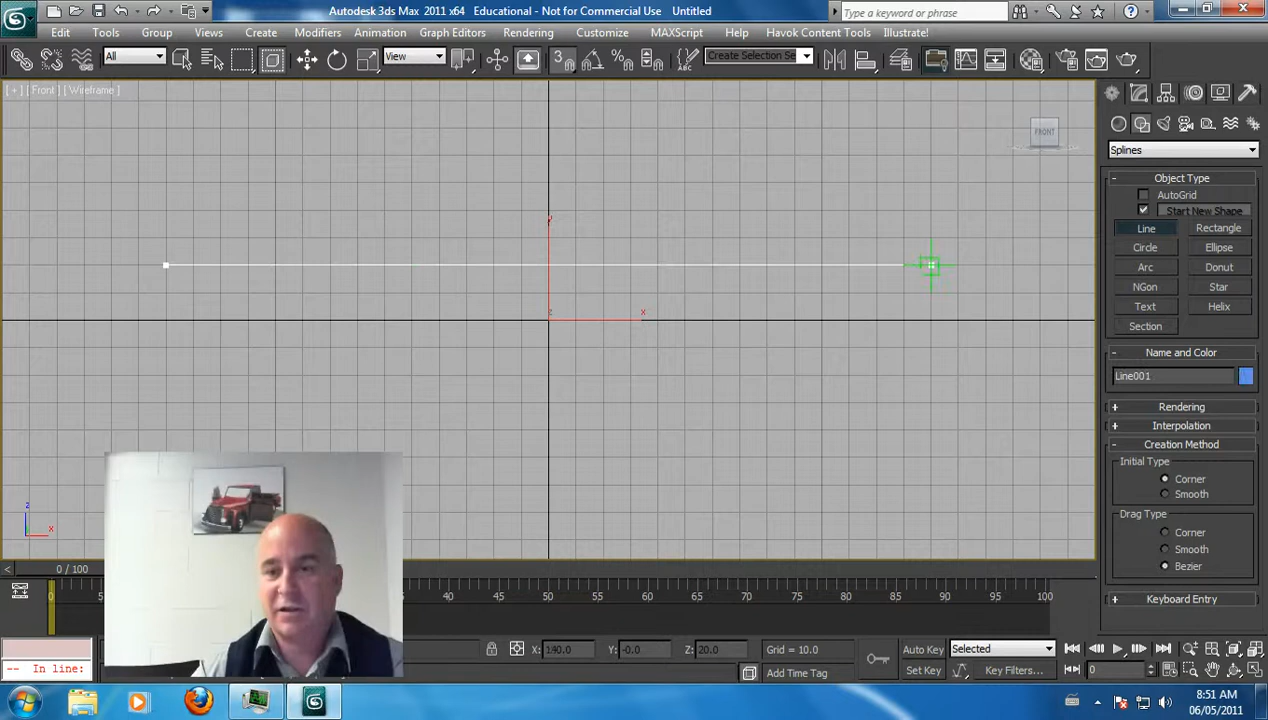 Autodesk 3ds Max 2011 x64 Educational - Not for Commercial Use Untitled
Type a keyword or phrase
Edit Tools Group Views Create Modifiers Animation Graph Editors Rendering Customize MAXScript Help Havok Content Tools Illustrate!
All View 3 Create Selection Se
[ + ] [ Front ] [ Wireframe ]
FRONT
Splines
- Object Type
AutoGrid
Start New Shape
Line Rectangle
Circle Ellipse
Arc Donut
NGon Star
Text Helix
Section
- Name and Color
Line001
+ Rendering
+ Interpolation
- Creation Method
Initial Type
Corner
Smooth
Drag Type
Corner
Smooth
Bezier
+ Keyboard Entry
y
z x
z
x
< 0 / 100
0 5 45 50 55 60 65 70 75 80 85 90 95 100
X: 140.0 Y: -0.0 Z: 20.0 Grid = 10.0 Auto Key Selected
-- In line: Add Time Tag Set Key Key Filters... 0
8:51 AM
06/05/2011